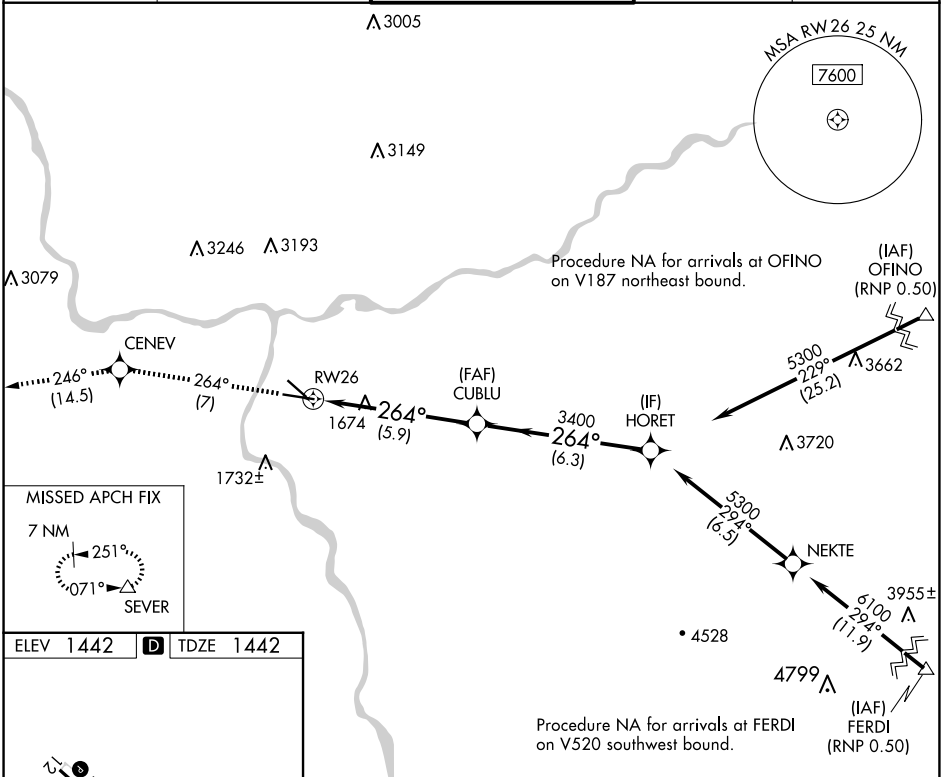 3005
MSA RW26 25 NM
7600
3149
3246
3193
3079
Procedure NA for arrivals at OFINO
on V187 northeast bound.
(IAF)
OFINO
(RNP 0.50)
5300
229°
(25.2)
3662
CENEV
246°
(14.5)
264°
(7)
RW26
1674
264°
(5.9)
(FAF)
CUBLU
3400
264°
(6.3)
(IF)
HORET
3720
1732±
5300
294°
(6.5)
NEKTE
MISSED APCH FIX
7 NM
251°
071°
SEVER
6100
294°
(11.9)
3955±
4528
4799
(IAF)
FERDI
(RNP 0.50)
Procedure NA for arrivals at FERDI
on V520 southwest bound.
ELEV 1442 D TDZE 1442
12
P